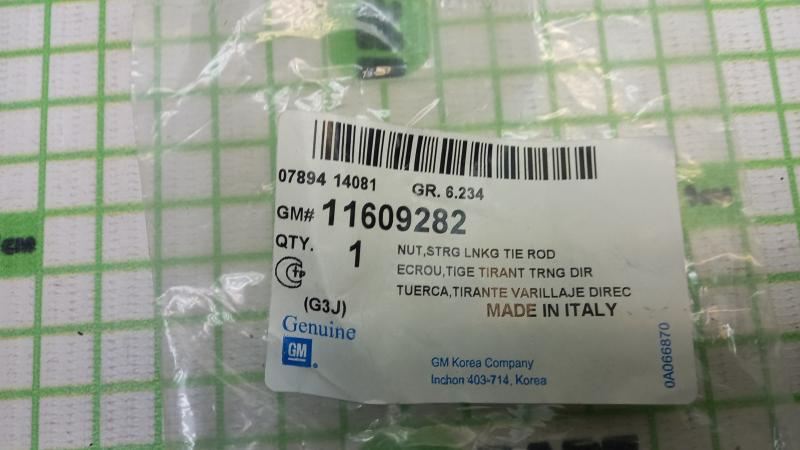 07894 14081 GR. 6.234
GM# 11609282
QTY. 1
NUT,STRG LNKG TIE ROD
ECROU,TIGE TIRANT TRNG DIR
TUERCA,TIRANTE VARILLAJE DIREC
(G3J)
MADE IN ITALY
Genuine
GM
GM Korea Company
Inchon 403-714, Korea
0A066870